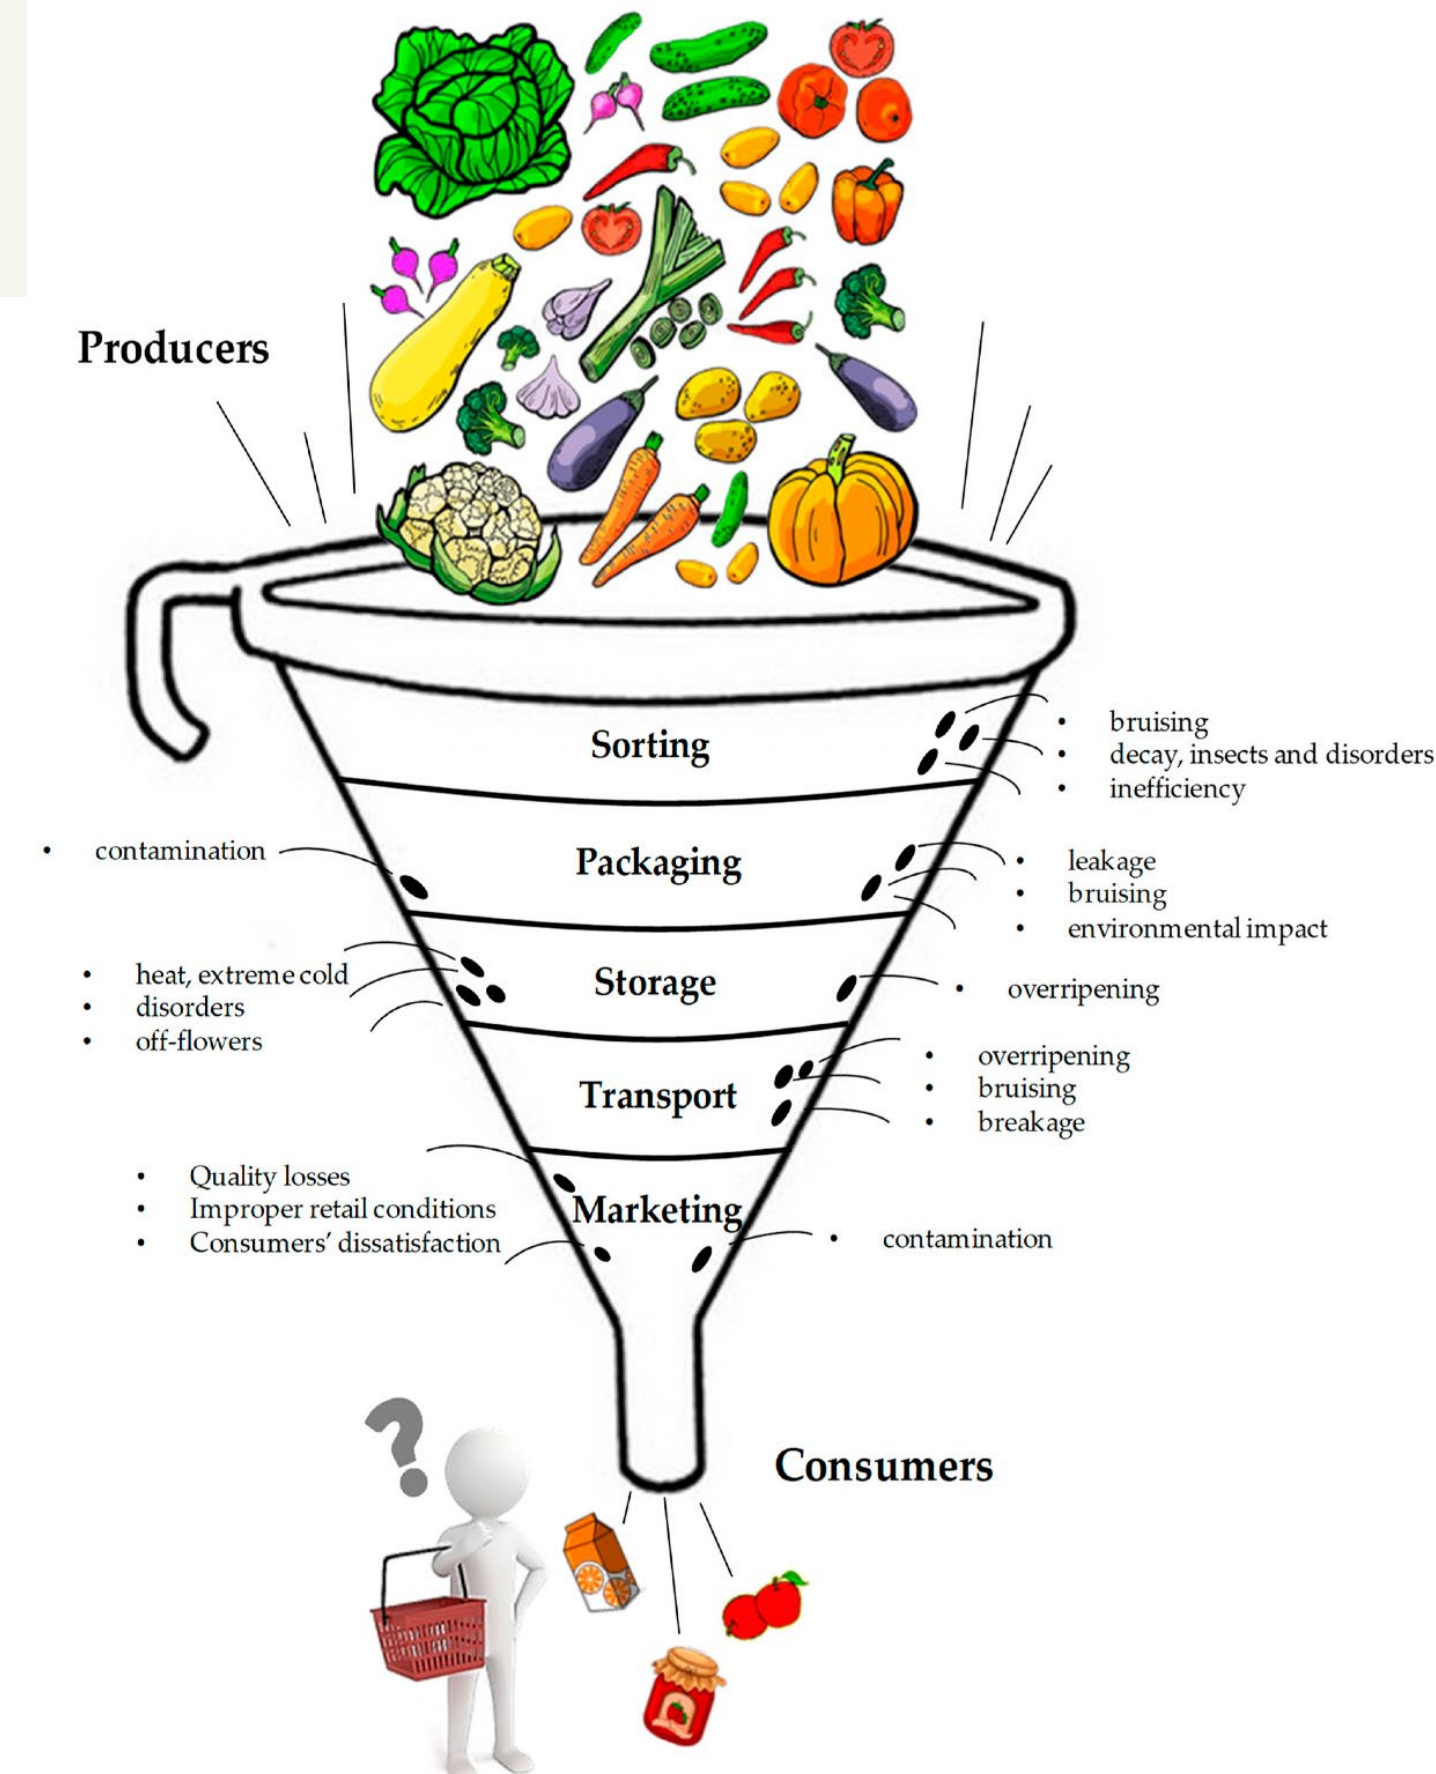 Producers
Sorting
• bruising
• decay, insects and disorders
• inefficiency
• contamination
Packaging
• leakage
• bruising
• environmental impact
• heat, extreme cold
• disorders
• off-flowers
Storage
• overripening
Transport
• overripening
• bruising
• breakage
• Quality losses
• Improper retail conditions
• Consumers’ dissatisfaction
Marketing
• contamination
?
Consumers